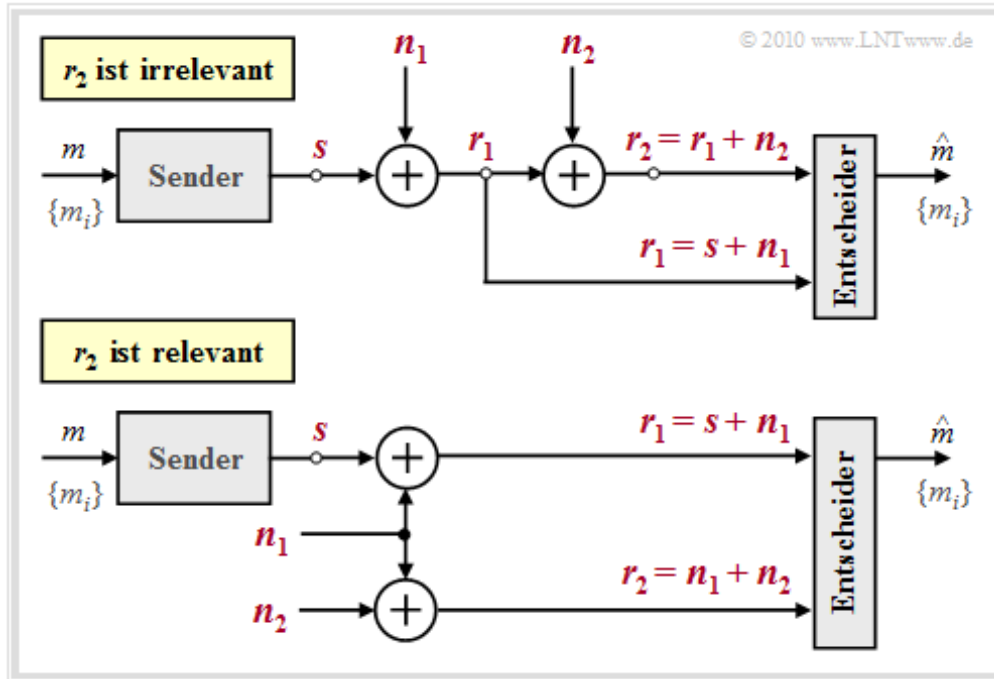 © 2010 www.LNTwww.de
n₁
n₂
r₂ ist irrelevant
m
Sender
s
+
r₁
+
r₂ = r₁ + n₂
Entscheider
m̂
{mᵢ}
{mᵢ}
r₁ = s + n₁
r₂ ist relevant
m
Sender
s
+
r₁ = s + n₁
Entscheider
m̂
{mᵢ}
{mᵢ}
n₁
n₂
+
r₂ = n₁ + n₂